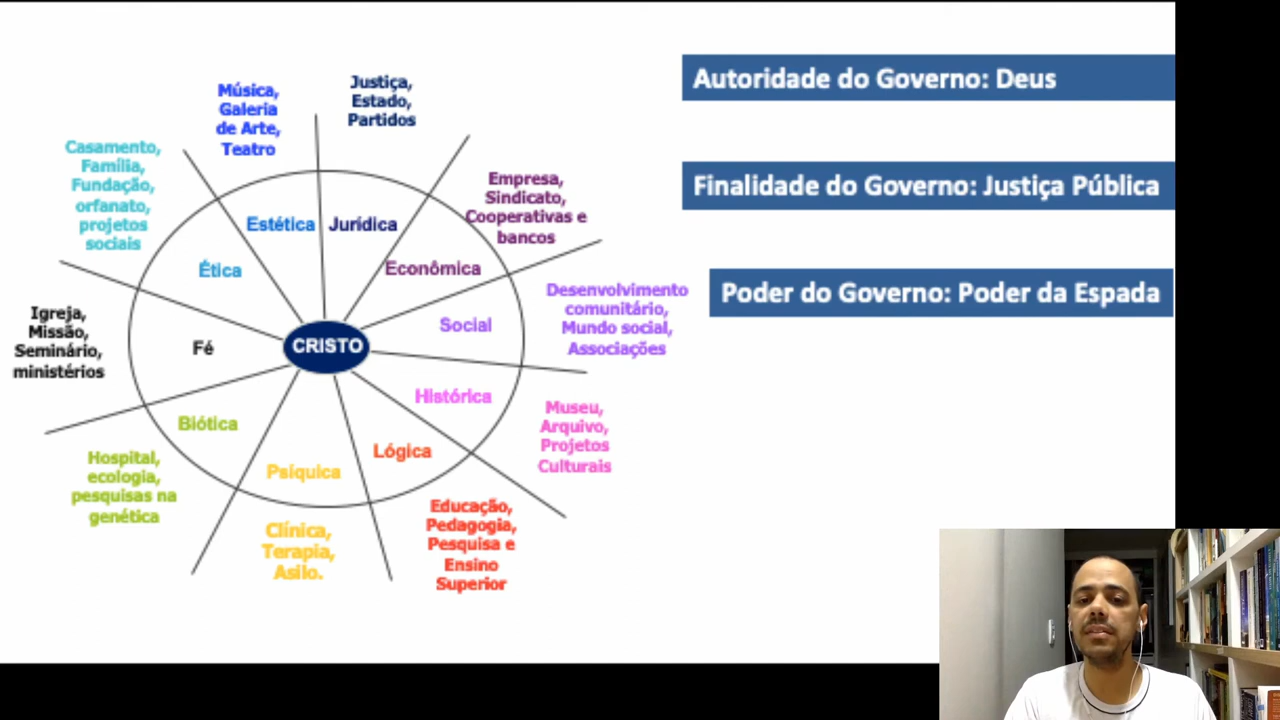 Autoridade do Governo: Deus
Finalidade do Governo: Justiça Pública
Poder do Governo: Poder da Espada
Música,
Galeria
de Arte,
Teatro
Justiça,
Estado,
Partidos
Empresa,
Sindicato,
Cooperativas e
bancos
Desenvolvimento
comunitário,
Mundo social,
Associações
Museu,
Arquivo,
Projetos
Culturais
Educação,
Pedagogia,
Pesquisa e
Ensino
Superior
Clínica,
Terapia,
Asilo.
Hospital,
ecologia,
pesquisas na
genética
Igreja,
Missão,
Seminário,
ministérios
Casamento,
Família,
Fundação,
orfanato,
projetos
sociais
Estética
Jurídica
Econômica
Social
Histórica
Lógica
Psíquica
Biótica
Fé
Ética
CRISTO